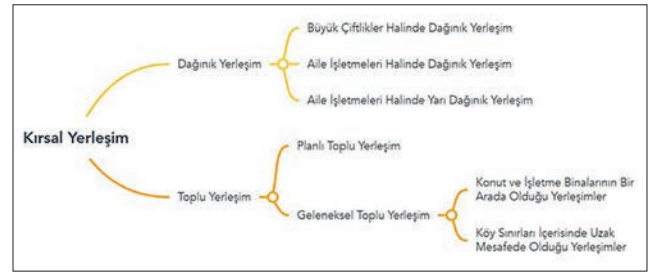 Kırsal Yerleşim
Dağınık Yerleşim
Büyük Çiftlikler Halinde Dağınık Yerleşim
Aile İşletmeleri Halinde Dağınık Yerleşim
Aile İşletmeleri Halinde Yarı Dağınık Yerleşim
Toplu Yerleşim
Planlı Toplu Yerleşim
Geleneksel Toplu Yerleşim
Konut ve İşletme Binalarının Bir
Arada Olduğu Yerleşimler
Köy Sınırları İçerisinde Uzak
Mesafede Olduğu Yerleşimler